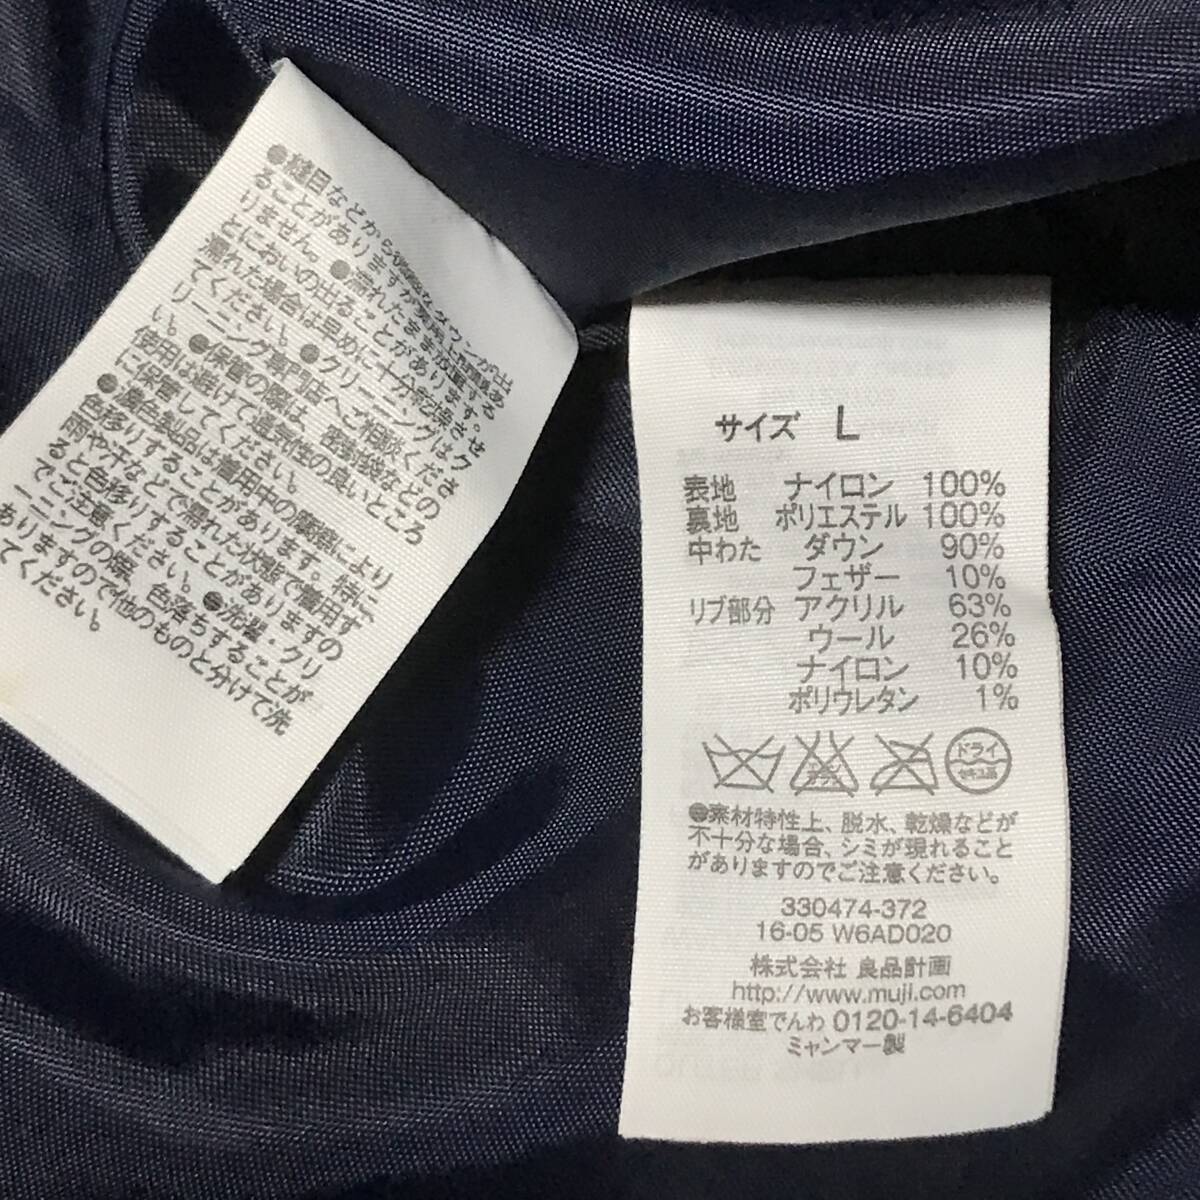 ●縫目などから
ることがあります
りません。●濡れたまま放置する
とにおいの出ることがあります。
濡れた場合は早めに十分乾燥させ
てください。●クリーニングはク
リーニング専門店へご相談くださ
い。●保管の際は、密閉袋などの
使用は避けて通気性の良いところ
に保管してください。
●濃色製品は着用中の摩擦により
色移りすることがあります。特に
雨や汗などで濡れた状態で着用す
ると色移りすることがありますの
でご注意ください。●洗濯・クリ
ーニングの際、色落ちすることが
ありますので他のものと分けて洗
てください。
サイズ L
表地 ナイロン 100%
裏地 ポリエステル 100%
中わた ダウン 90%
フェザー 10%
リブ部分 アクリル 63%
ウール 26%
ナイロン 10%
ポリウレタン 1%
ドライ
●素材特性上、脱水、乾燥などが
不十分な場合、シミが現れること
がありますのでご注意ください。
330474-372
16-05 W6AD020
株式会社 良品計画
http://www.muji.com
お客様室でんわ 0120-14-6404
ミャンマー製